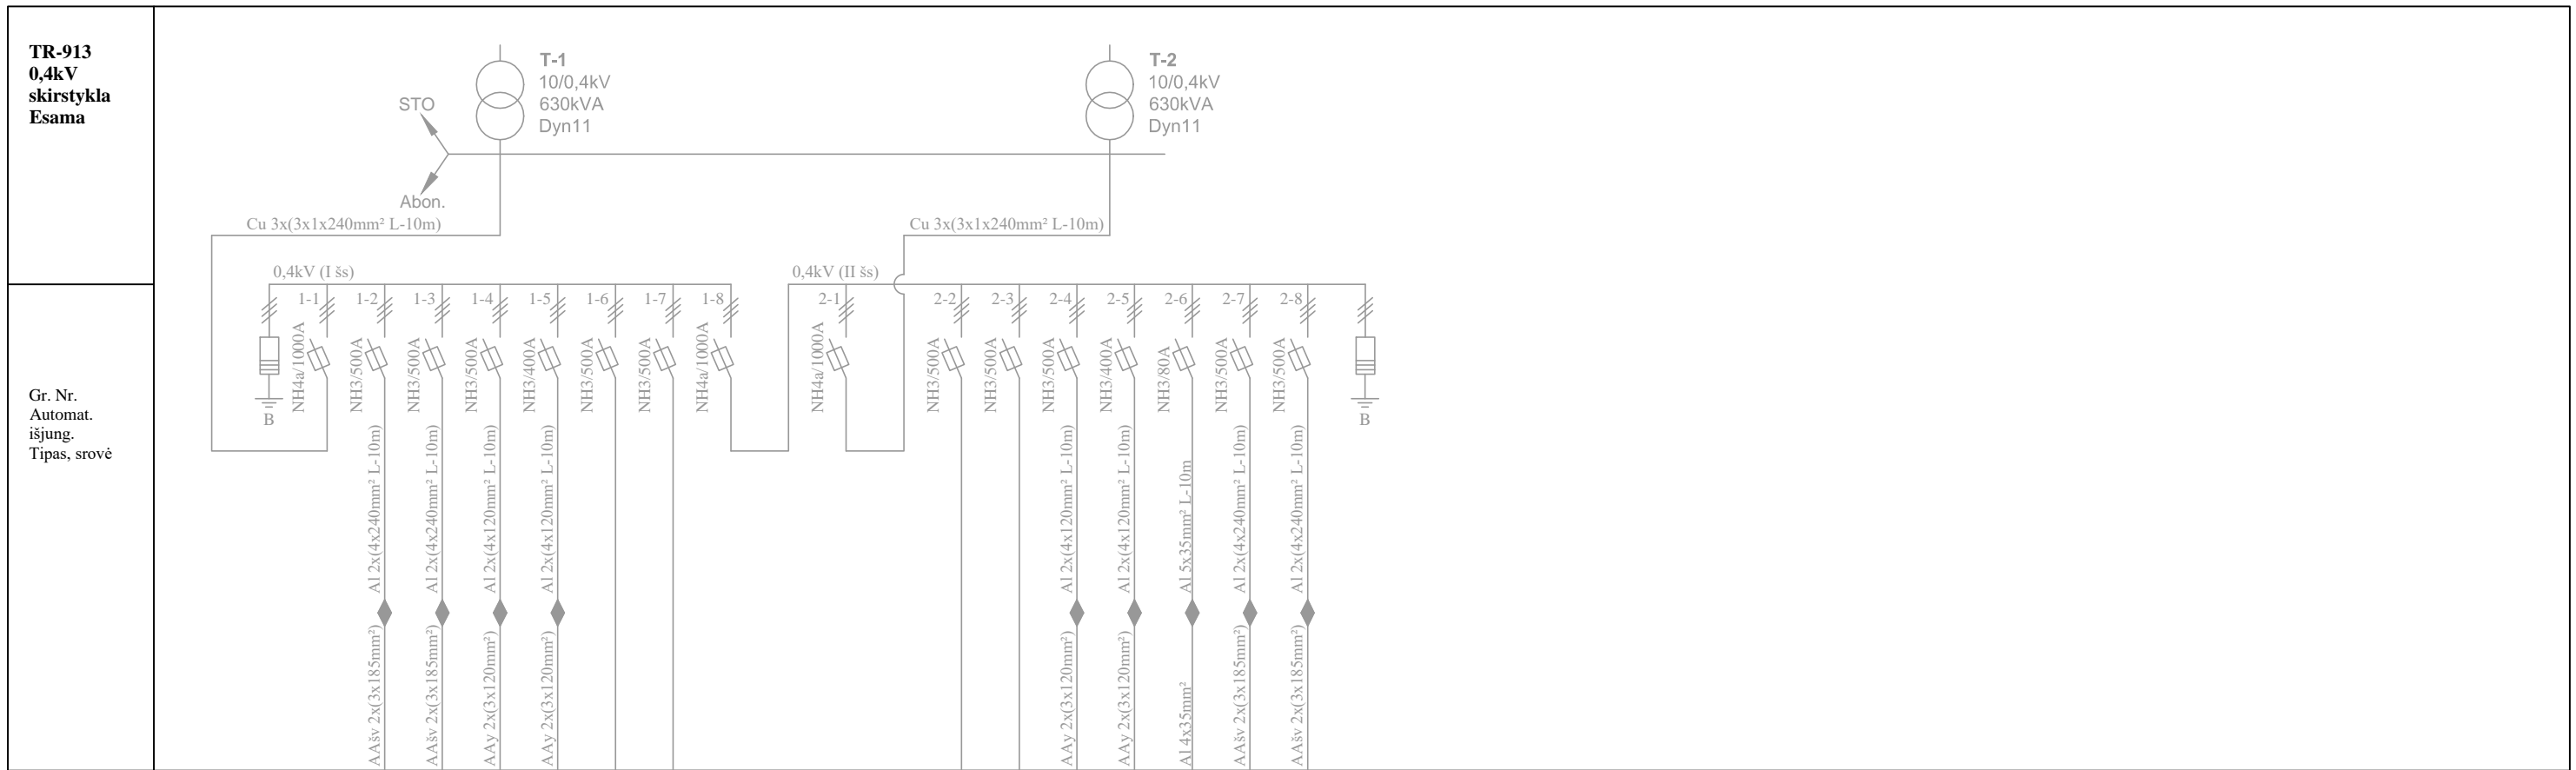 TR-913
0,4kV
skirstykla
Esama
T-1
10/0,4kV
630kVA
Dyn11
T-2
10/0,4kV
630kVA
Dyn11
STO
Abon.
Cu 3x(3x1x240mm² L-10m)
Cu 3x(3x1x240mm² L-10m)
0,4kV (I šs)
0,4kV (II šs)
1-1
1-2
1-3
1-4
1-5
1-6
1-7
1-8
2-1
2-2
2-3
2-4
2-5
2-6
2-7
2-8
NH4a/1000A
NH3/500A
NH3/500A
NH3/500A
NH3/400A
NH3/500A
NH3/500A
NH4a/1000A
NH4a/1000A
NH3/500A
NH3/500A
NH3/500A
NH3/400A
NH3/80A
NH3/500A
NH3/500A
B
B
Gr. Nr.
Automat.
išjung.
Tipas, srovė
Al 2x(4x240mm² L-10m)
Al 2x(4x240mm² L-10m)
Al 2x(4x120mm² L-10m)
Al 2x(4x120mm² L-10m)
Al 2x(4x120mm² L-10m)
Al 2x(4x120mm² L-10m)
Al 5x35mm² L-10m
Al 2x(4x240mm² L-10m)
Al 2x(4x240mm² L-10m)
AAšv 2x(3x185mm²)
AAšv 2x(3x185mm²)
AAy 2x(3x120mm²)
AAy 2x(3x120mm²)
AAy 2x(3x120mm²)
AAy 2x(3x120mm²)
Al 4x35mm²
AAšv 2x(3x185mm²)
AAšv 2x(3x185mm²)